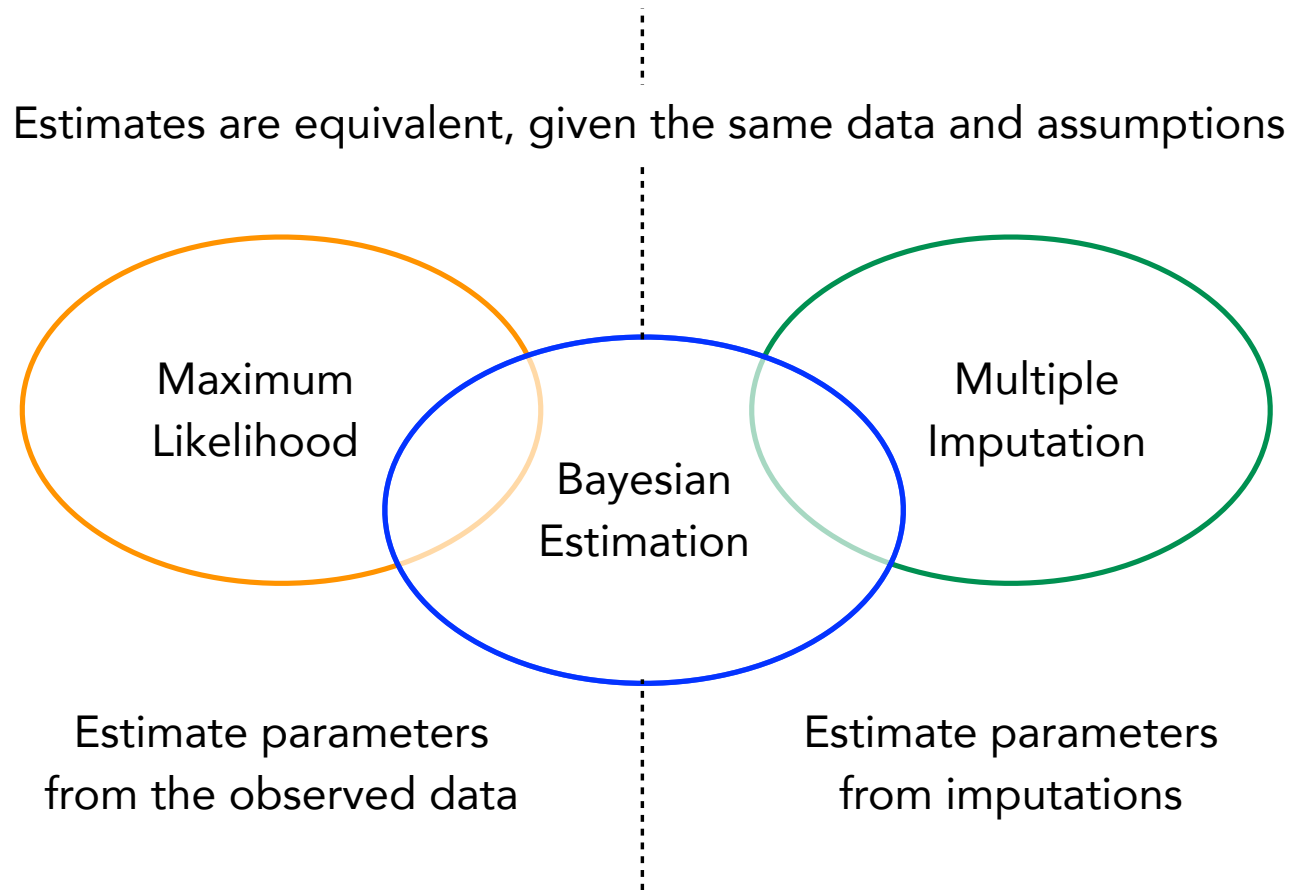 Estimates are equivalent, given the same data and assumptions
Maximum
Likelihood
Bayesian
Estimation
Multiple
Imputation
Estimate parameters
from the observed data
Estimate parameters
from imputations